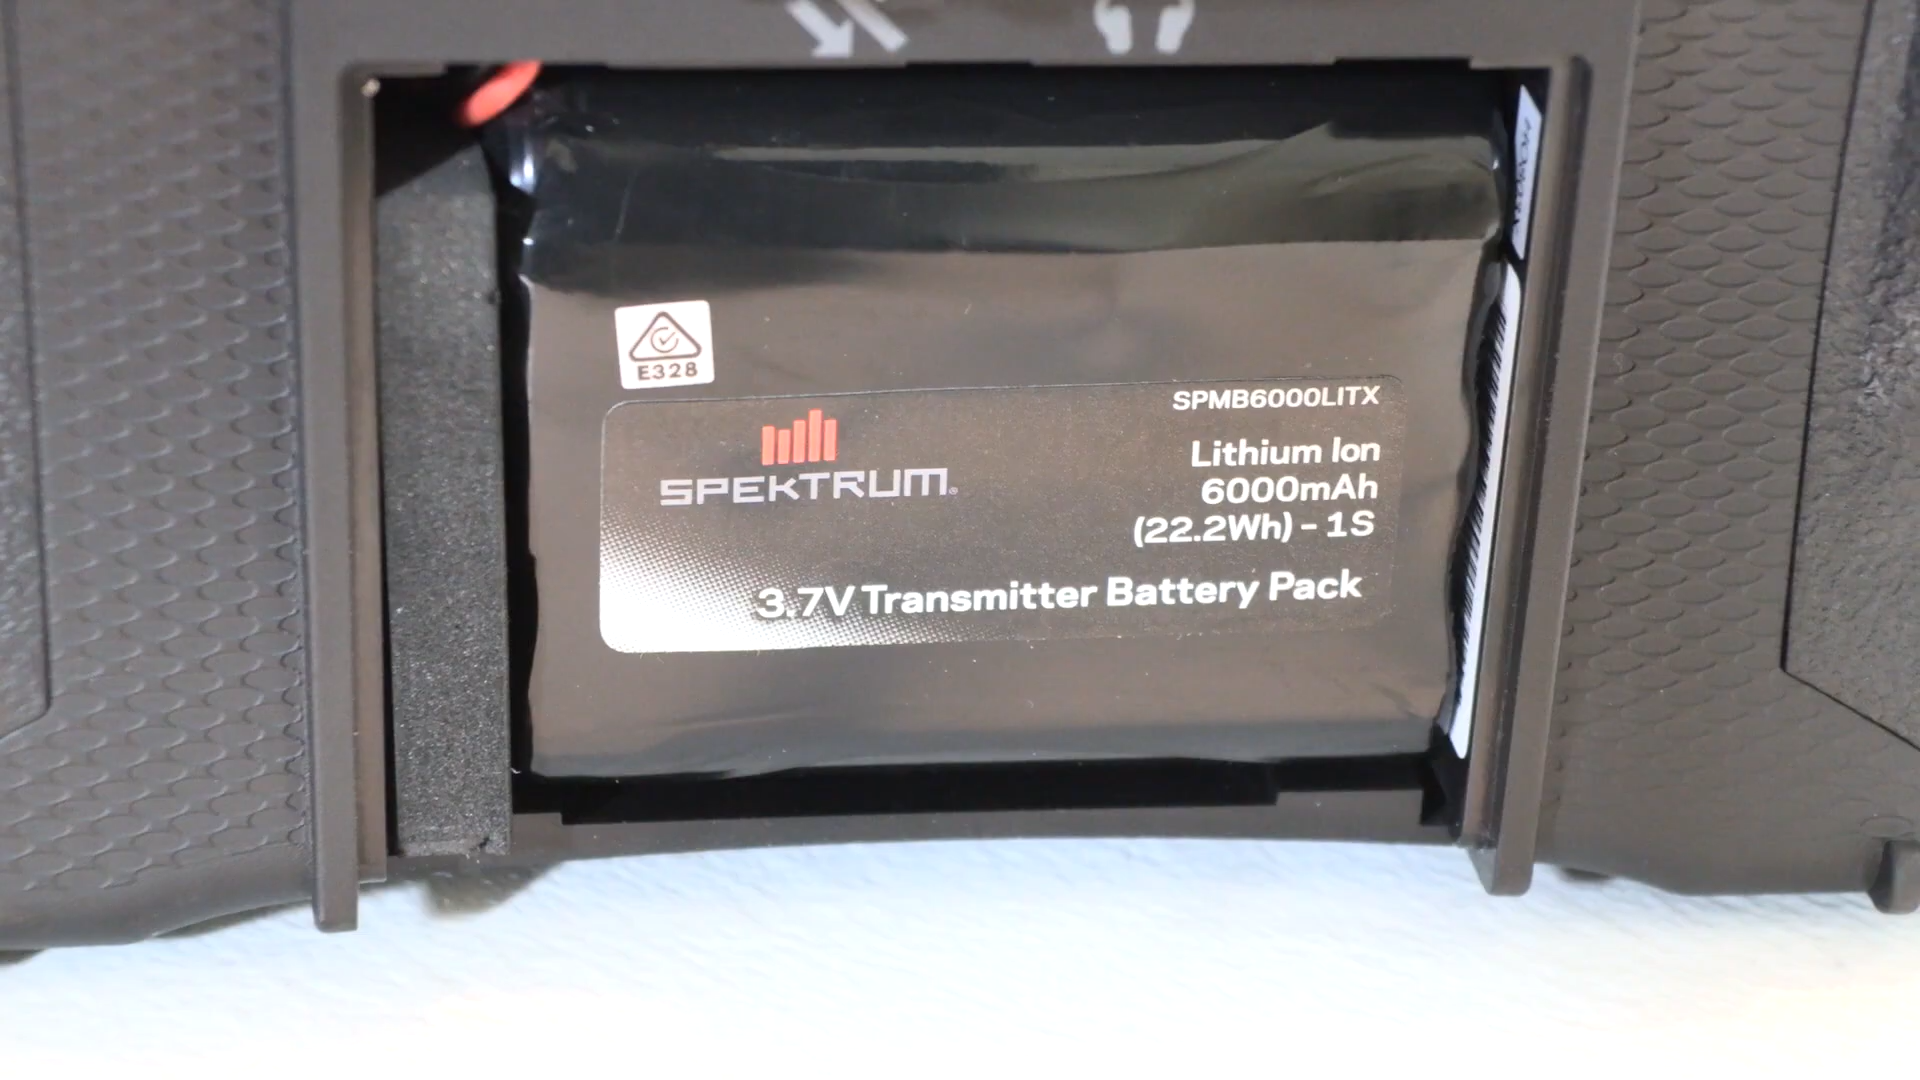 E328
SPMB6000LITX
SPEKTRUM®
Lithium Ion
6000mAh
(22.2Wh) - 1S
3.7V Transmitter Battery Pack